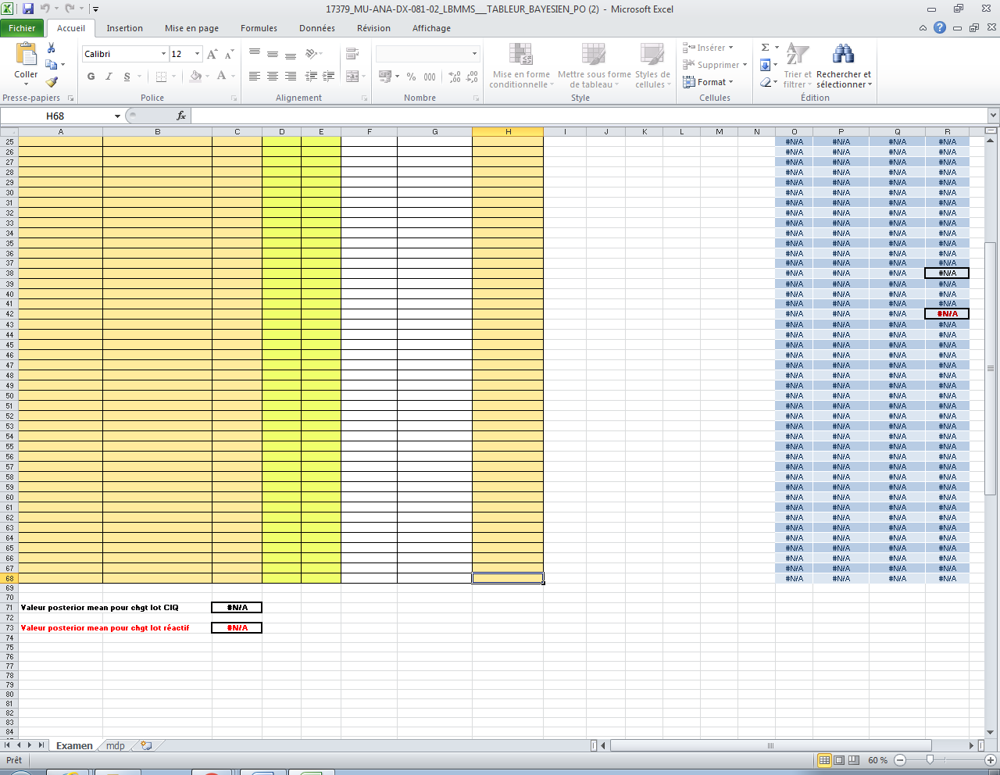 17379_MU-ANA-DX-081-02_LBMMS___TABLEUR_BAYESIEN_PO (2) - Microsoft Excel
Fichier Accueil Insertion Mise en page Formules Données Révision Affichage
Coller
Calibri 12
G I S
% 000
Mise en forme conditionnelle
Mettre sous forme de tableau
Styles de cellules
Insérer
Supprimer
Format
Trier et filtrer
Rechercher et sélectionner
Presse-papiers Police Alignement Nombre Style Cellules Édition
H68 fx
A B C D E F G H I J K L M N O P Q R
25 #N/A #N/A #N/A #N/A
26 #N/A #N/A #N/A #N/A
27 #N/A #N/A #N/A #N/A
28 #N/A #N/A #N/A #N/A
29 #N/A #N/A #N/A #N/A
30 #N/A #N/A #N/A #N/A
31 #N/A #N/A #N/A #N/A
32 #N/A #N/A #N/A #N/A
33 #N/A #N/A #N/A #N/A
34 #N/A #N/A #N/A #N/A
35 #N/A #N/A #N/A #N/A
36 #N/A #N/A #N/A #N/A
37 #N/A #N/A #N/A #N/A
38 #N/A #N/A #N/A #N/A
39 #N/A #N/A #N/A #N/A
40 #N/A #N/A #N/A #N/A
41 #N/A #N/A #N/A #N/A
42 #N/A #N/A #N/A #N/A
43 #N/A #N/A #N/A #N/A
44 #N/A #N/A #N/A #N/A
45 #N/A #N/A #N/A #N/A
46 #N/A #N/A #N/A #N/A
47 #N/A #N/A #N/A #N/A
48 #N/A #N/A #N/A #N/A
49 #N/A #N/A #N/A #N/A
50 #N/A #N/A #N/A #N/A
51 #N/A #N/A #N/A #N/A
52 #N/A #N/A #N/A #N/A
53 #N/A #N/A #N/A #N/A
54 #N/A #N/A #N/A #N/A
55 #N/A #N/A #N/A #N/A
56 #N/A #N/A #N/A #N/A
57 #N/A #N/A #N/A #N/A
58 #N/A #N/A #N/A #N/A
59 #N/A #N/A #N/A #N/A
60 #N/A #N/A #N/A #N/A
61 #N/A #N/A #N/A #N/A
62 #N/A #N/A #N/A #N/A
63 #N/A #N/A #N/A #N/A
64 #N/A #N/A #N/A #N/A
65 #N/A #N/A #N/A #N/A
66 #N/A #N/A #N/A #N/A
67 #N/A #N/A #N/A #N/A
68 #N/A #N/A #N/A #N/A
69
70
71 Valeur posterior mean pour chgt lot CIQ #N/A
72
73 Valeur posterior mean pour chgt lot réactif #N/A
74
75
76
77
78
79
80
81
82
83
84
Examen mdp
Prêt 60 %